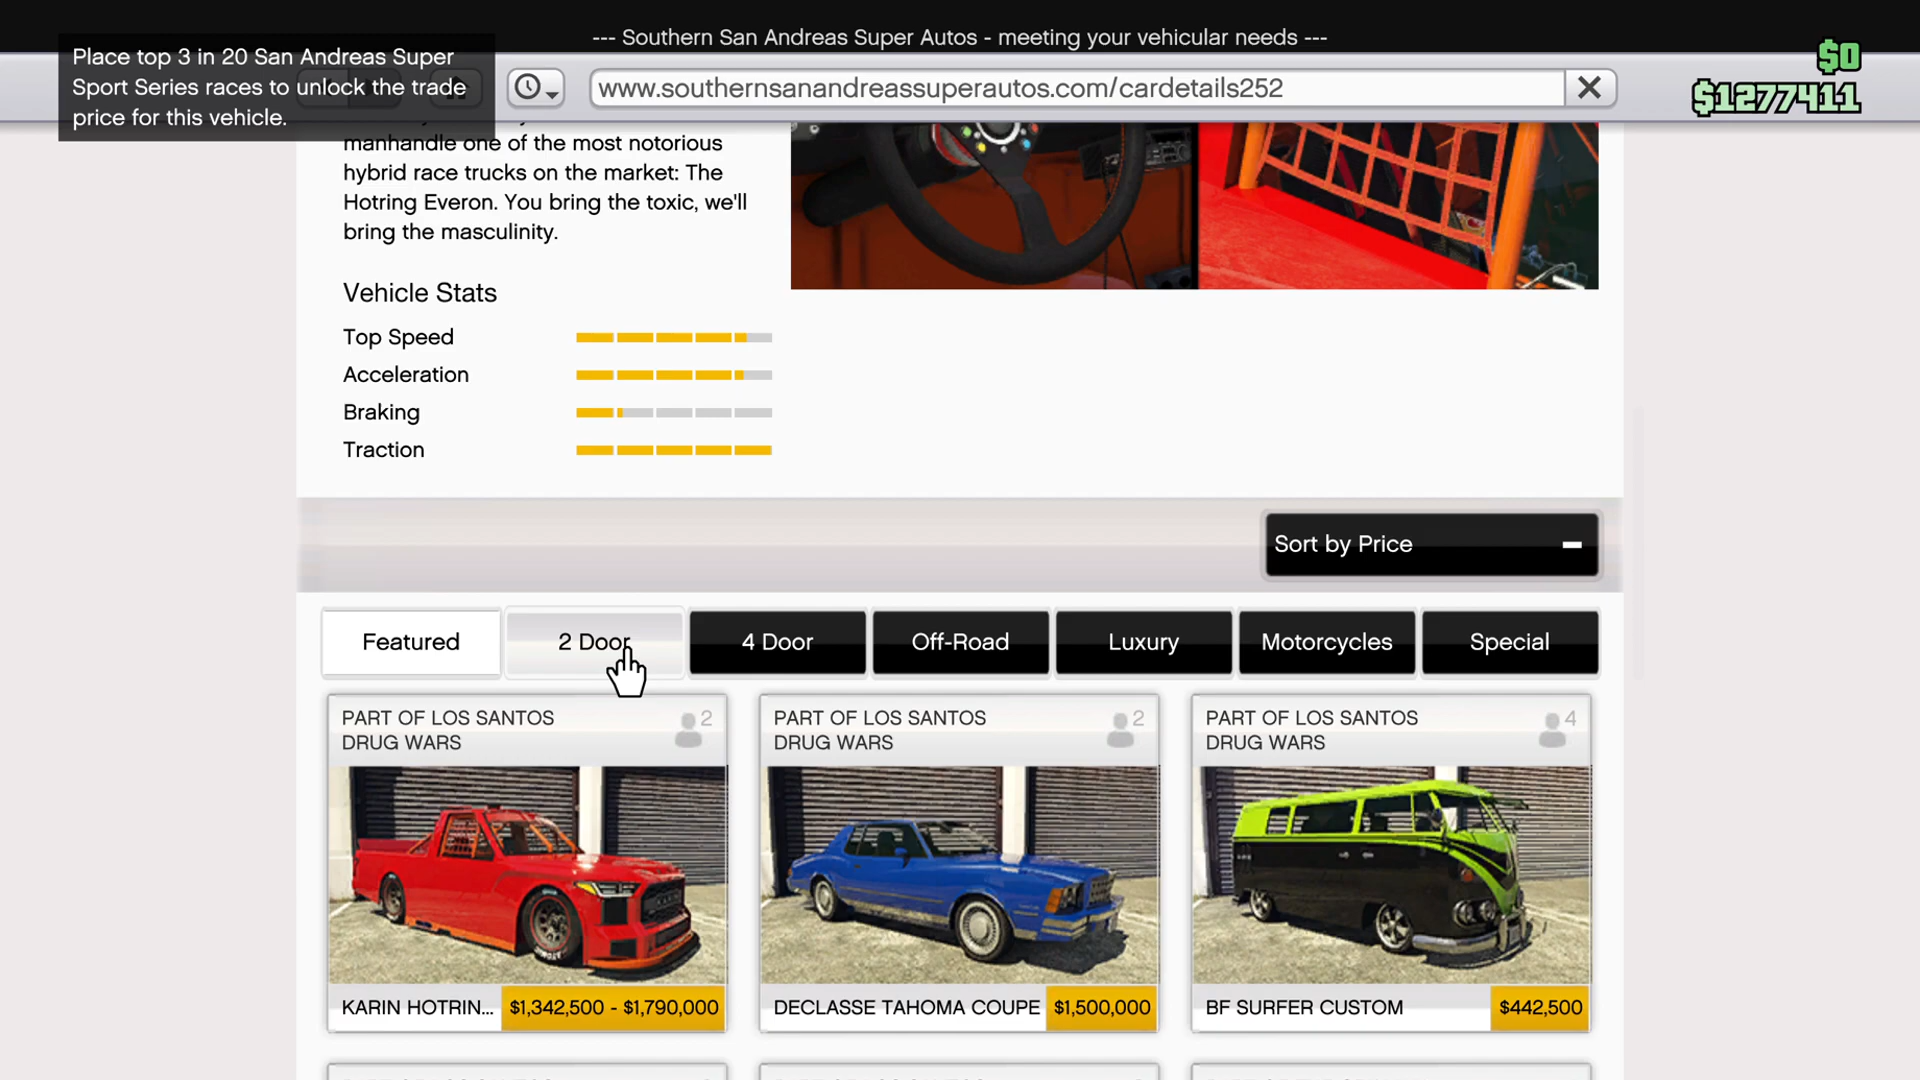 --- Southern San Andreas Super Autos - meeting your vehicular needs ---
Place top 3 in 20 San Andreas Super
Sport Series races to unlock the trade
price for this vehicle.
www.southernsanandreassuperautos.com/cardetails252
$0
$1277411
manhandle one of the most notorious
hybrid race trucks on the market: The
Hotring Everon. You bring the toxic, we'll
bring the masculinity.
Vehicle Stats
Top Speed
Acceleration
Braking
Traction
Sort by Price
Featured
2 Door
4 Door
Off-Road
Luxury
Motorcycles
Special
PART OF LOS SANTOS
DRUG WARS
2
PART OF LOS SANTOS
DRUG WARS
2
PART OF LOS SANTOS
DRUG WARS
4
KARIN HOTRIN... $1,342,500 - $1,790,000
DECLASSE TAHOMA COUPE $1,500,000
BF SURFER CUSTOM $442,500